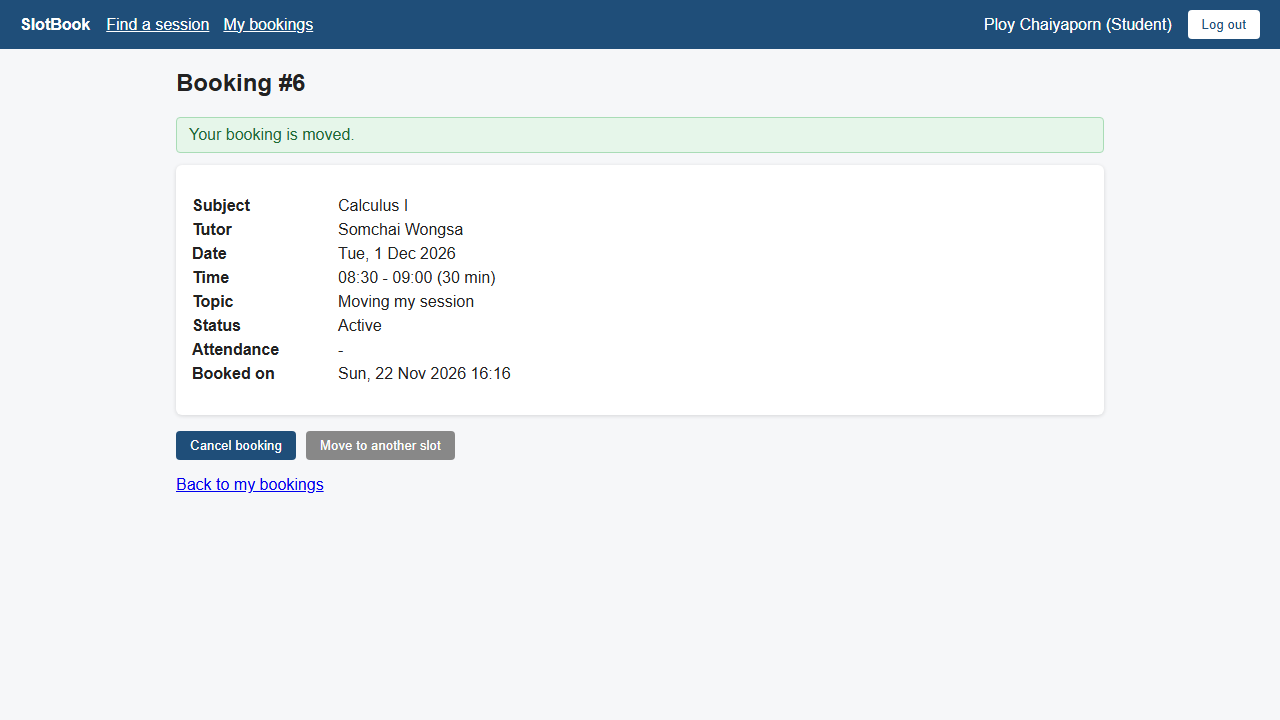 SlotBook Find a session My bookings Ploy Chaiyaporn (Student) Log out
Booking #6
Your booking is moved.
Subject Calculus I
Tutor Somchai Wongsa
Date Tue, 1 Dec 2026
Time 08:30 - 09:00 (30 min)
Topic Moving my session
Status Active
Attendance -
Booked on Sun, 22 Nov 2026 16:16
Cancel booking Move to another slot
Back to my bookings